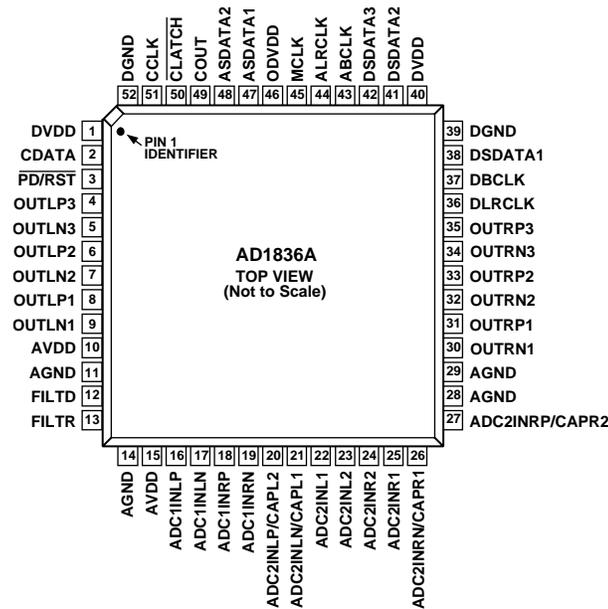 DGND
CCLK
CLATCH
COUT
ASDATA2
ASDATA1
ODVDD
MCLK
ALRCLK
ABCLK
DSDATA3
DSDATA2
DVDD
52 51 50 49 48 47 46 45 44 43 42 41 40
DVDD 1
CDATA 2
PD/RST 3
OUTLP3 4
OUTLN3 5
OUTLP2 6
OUTLN2 7
OUTLP1 8
OUTLN1 9
AVDD 10
AGND 11
FILTD 12
FILTR 13
PIN 1
IDENTIFIER
AD1836A
TOP VIEW
(Not to Scale)
39 DGND
38 DSDATA1
37 DBCLK
36 DLRCLK
35 OUTRP3
34 OUTRN3
33 OUTRP2
32 OUTRN2
31 OUTRP1
30 OUTRN1
29 AGND
28 AGND
27 ADC2INRP/CAPR2
14 15 16 17 18 19 20 21 22 23 24 25 26
AGND
AVDD
ADC1INLP
ADC1INLN
ADC1INRP
ADC1INRN
ADC2INLP/CAPL2
ADC2INLN/CAPL1
ADC2INL1
ADC2INL2
ADC2INR2
ADC2INR1
ADC2INRN/CAPR1